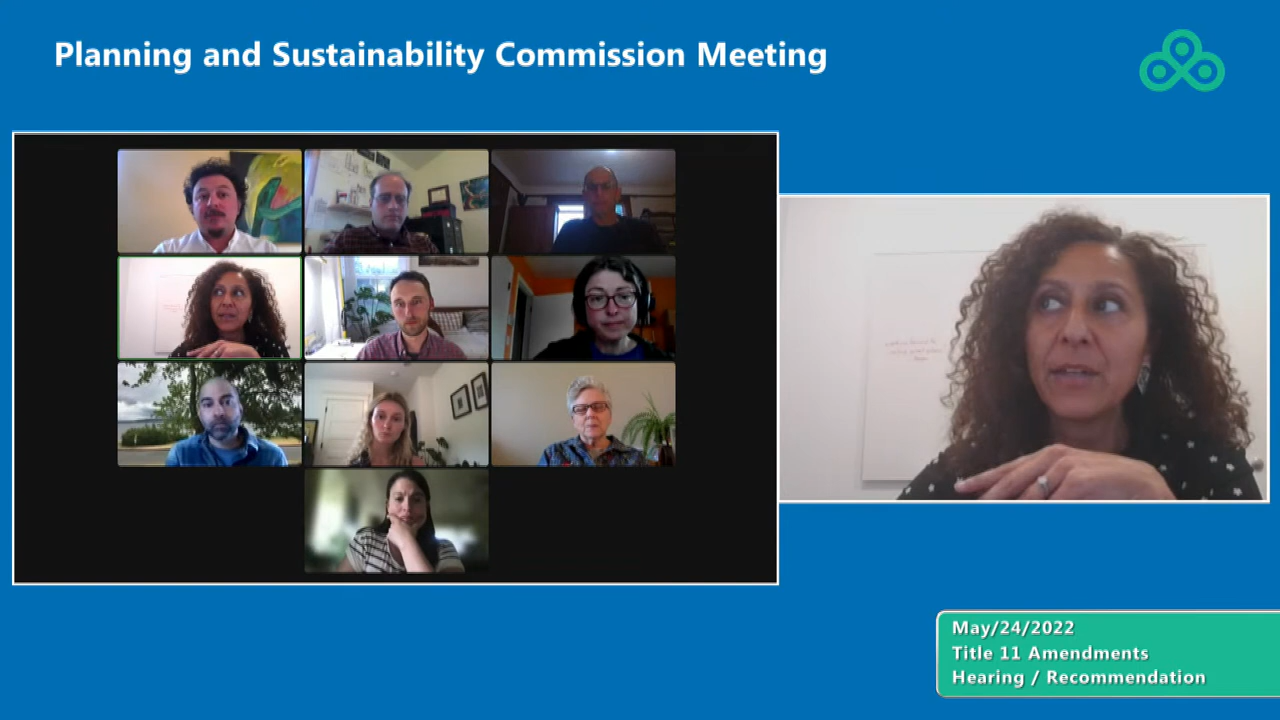 Planning and Sustainability Commission Meeting
May/24/2022
Title 11 Amendments
Hearing / Recommendation